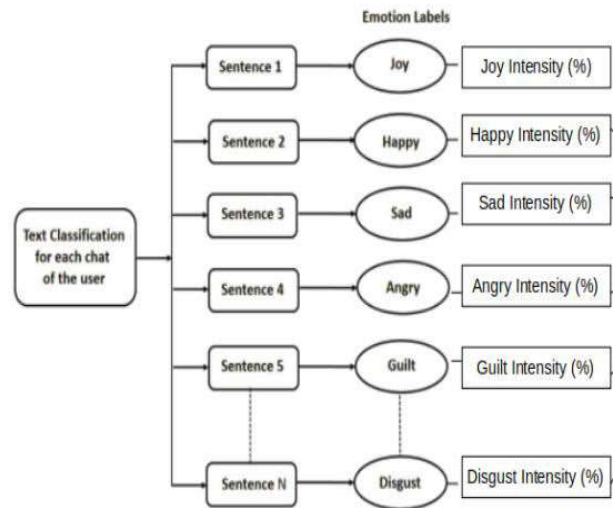 Emotion Labels
Sentence 1
Joy
Joy Intensity (%)
Sentence 2
Happy
Happy Intensity (%)
Sentence 3
Sad
Sad Intensity (%)
Text Classification
for each chat
of the user
Sentence 4
Angry
Angry Intensity (%)
Sentence 5
Guilt
Guilt Intensity (%)
Sentence N
Disgust
Disgust Intensity (%)